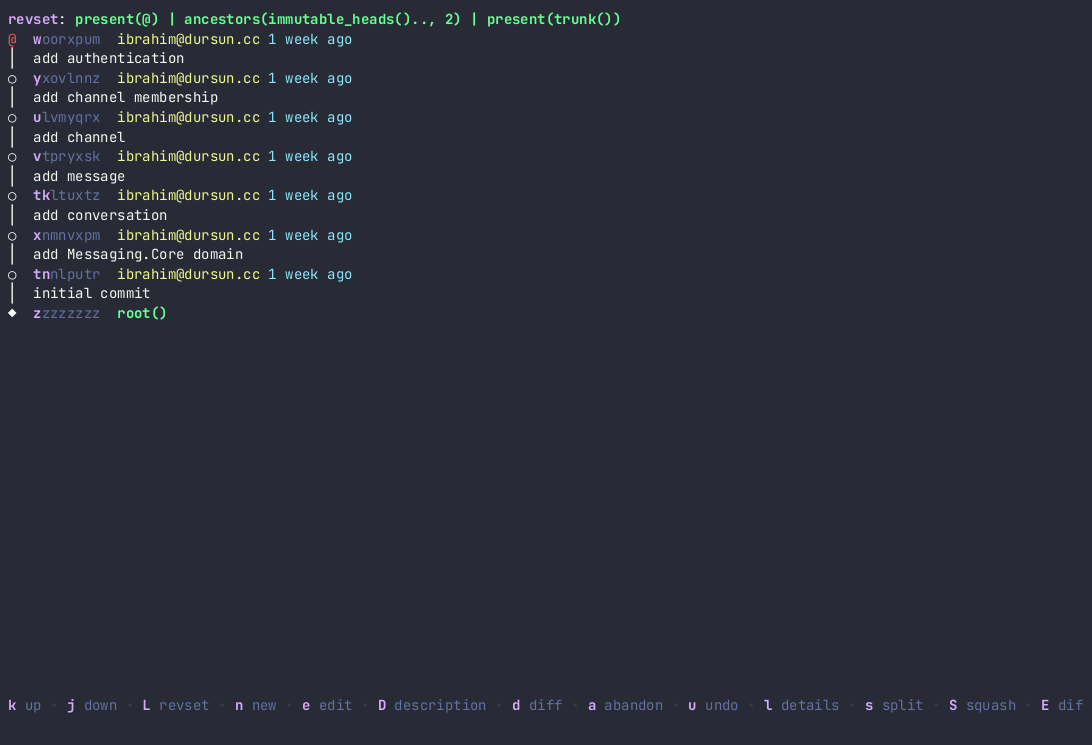 revset: present(@) | ancestors(immutable_heads().., 2) | present(trunk())
@ woorxpum ibrahim@dursun.cc 1 week ago
add authentication
○ yxovlnnz ibrahim@dursun.cc 1 week ago
add channel membership
○ ulvmyqrx ibrahim@dursun.cc 1 week ago
add channel
○ vtpryxsk ibrahim@dursun.cc 1 week ago
add message
○ tkltuxtz ibrahim@dursun.cc 1 week ago
add conversation
○ xnmnvxpm ibrahim@dursun.cc 1 week ago
add Messaging.Core domain
○ tnnlputr ibrahim@dursun.cc 1 week ago
initial commit
◆ zzzzzzzz root()
k up • j down • L revset • n new • e edit • D description • d diff • a abandon • u undo • l details • s split • S squash • E dif